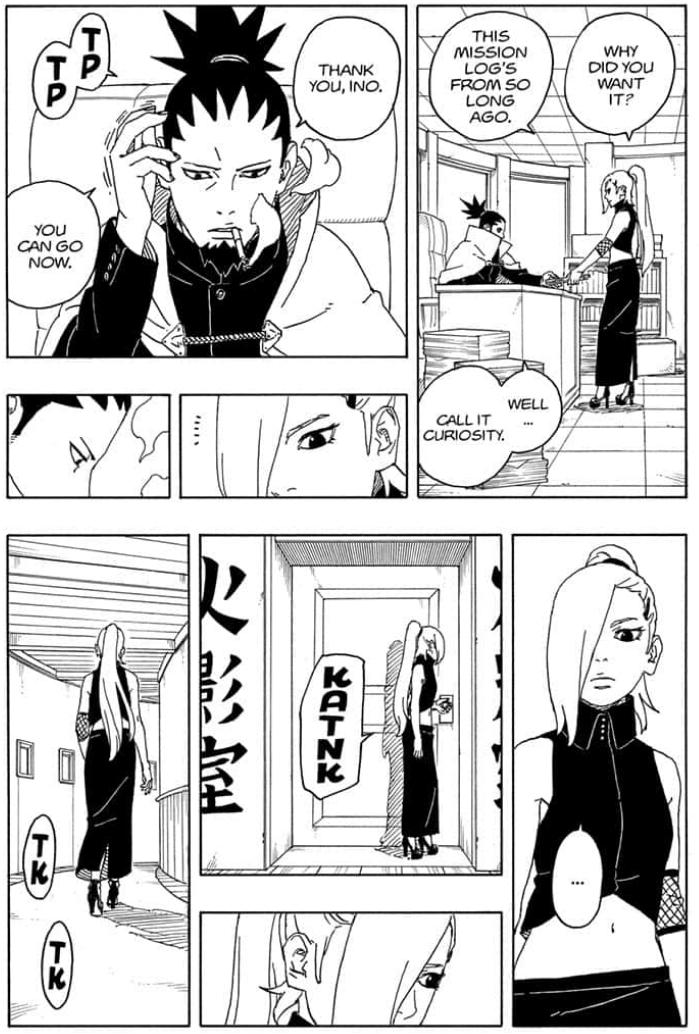 WHY
DID YOU
WANT
IT?
THIS
MISSION
LOG'S
FROM SO
LONG
AGO.
WELL
...
CALL IT
CURIOSITY.
THANK
YOU, INO.
TP
TP
YOU
CAN GO
NOW.
...
...
KATNK
火影室
TK
TK